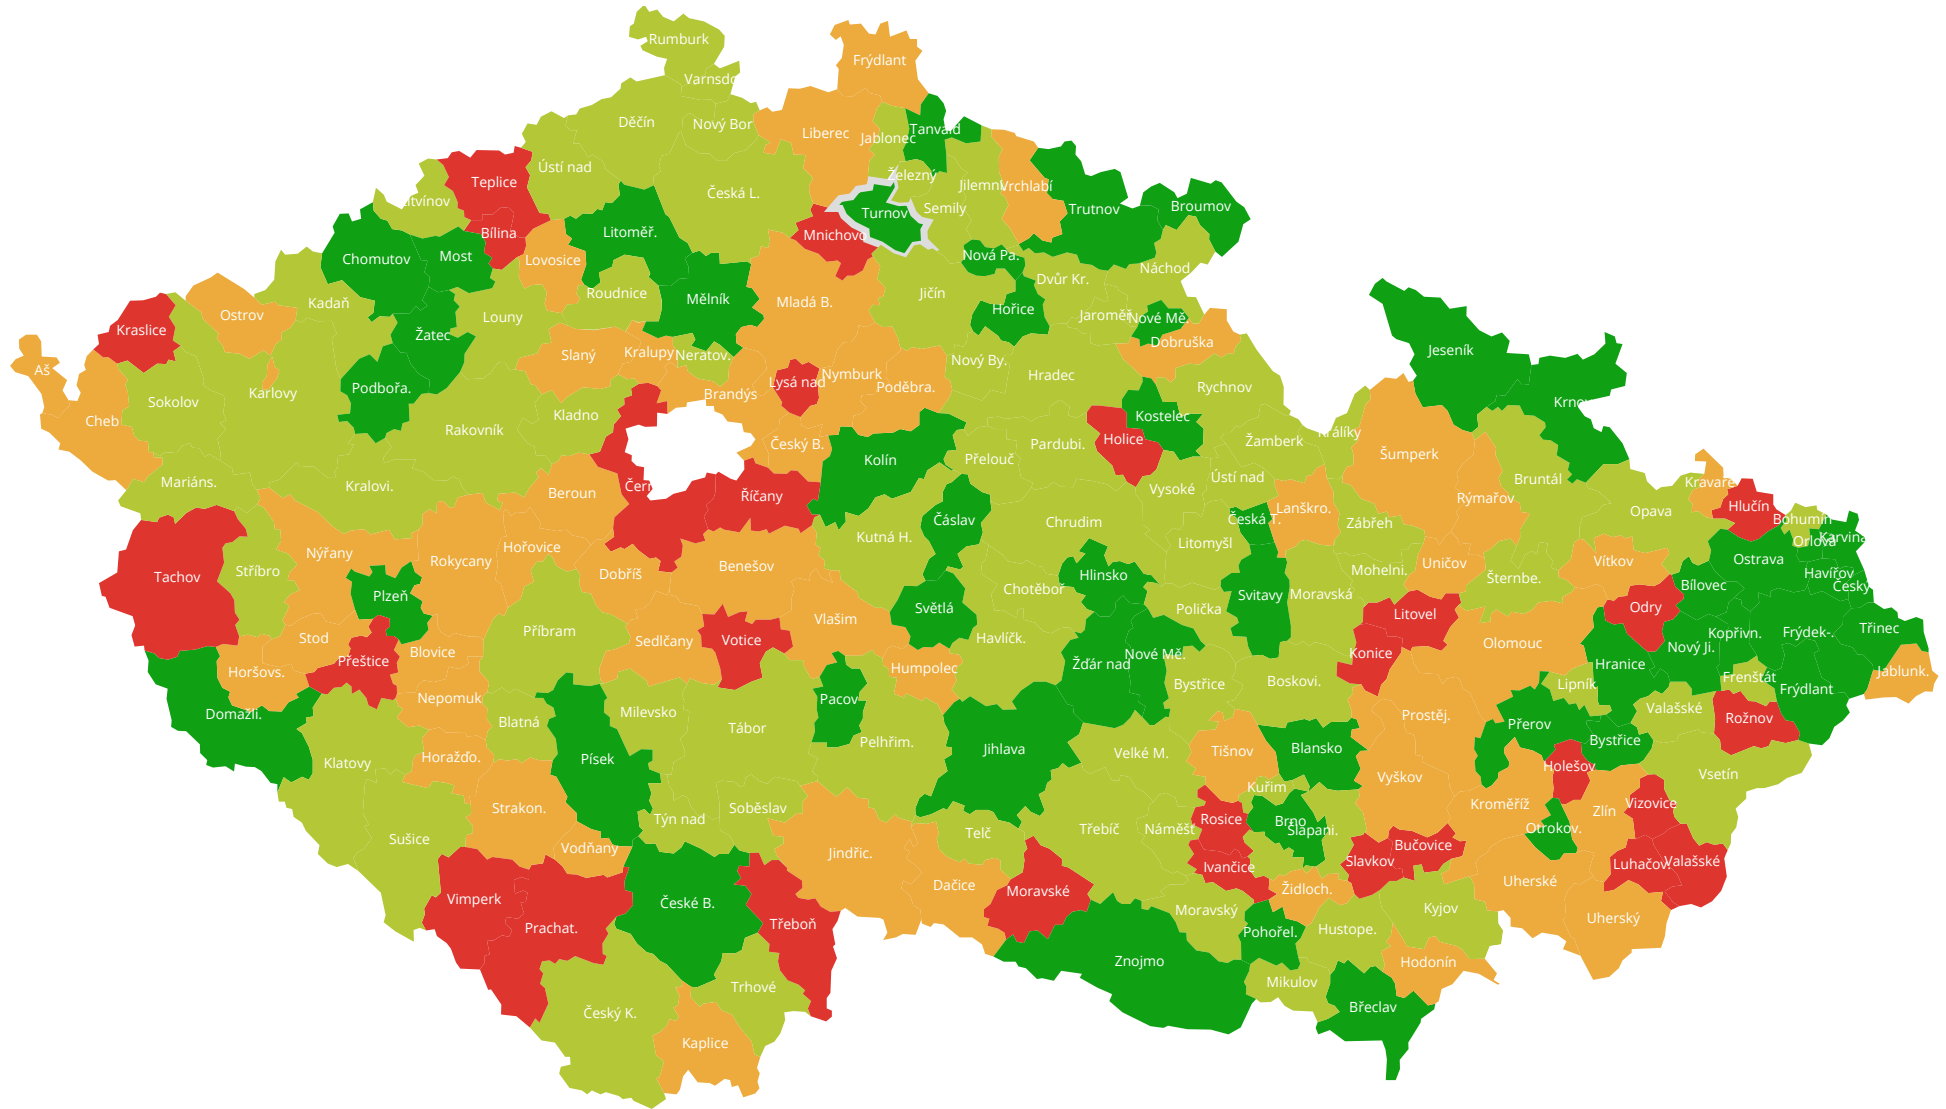 Rumburk
Frýdlant
Varnsdo
Děčín
Nový Bor
Liberec
Jablonec
Tanvald
Ústí nad
Teplice
Železný
Jilemni
Vrchlabí
Česká L.
itvínov
Semily
Trutnov
Broumov
Turnov
Bílina
Litoměř.
Mnichovo
Chomutov
Most
Lovosice
Nová Pa.
Náchod
Kadaň
Roudnice
Mělník
Mladá B.
Jičín
Dvůr Kr.
Ostrov
Louny
Hořice
Jaroměř
Nové Mě.
Kraslice
Žatec
Dobruška
Jeseník
Slaný
Kralupy
Neratov.
Nový By.
Aš
Lysá nad
Nymburk
Poděbra.
Hradec
Rychnov
Karlovy
Podbořa.
Brandýs
Sokolov
Krnov
Cheb
Kladno
Kostelec
Rakovník
Český B.
Pardubi.
Holice
Žamberk
Králíky
Šumperk
Kolín
Přelouč
Mariáns.
Kralovi.
Beroun
Čern
Říčany
Vysoké
Ústí nad
Bruntál
Kravaře
Rýmařov
Hlučín
Lanškro.
Opava
Čáslav
Chrudim
Česká T.
Zábřeh
Bohumín
Kutná H.
Litomyšl
Orlová
Karviná
Nýřany
Rokycany
Hořovice
Ostrava
Stříbro
Dobříš
Benešov
Hlinsko
Mohelni.
Uničov
Vítkov
Havířov
Tachov
Šternbe.
Bílovec
Český
Plzeň
Chotěboř
Svitavy
Moravská
Světlá
Polička
Litovel
Odry
Příbram
Vlašim
Stod
Sedlčany
Votice
Havlíčk.
Olomouc
Kopřivn.
Frýdek-.
Třinec
Blovice
Přeštice
Nové Mě.
Konice
Nový Ji.
Horšovs.
Humpolec
Žďár nad
Hranice
Jablunk.
Nepomuk
Bystřice
Boskovi.
Lipník
Frenštát
Frýdlant
Pacov
Domažli.
Blatná
Milevsko
Prostěj.
Valašské
Rožnov
Tábor
Přerov
Pelhřim.
Jihlava
Bystřice
Horažďo.
Klatovy
Písek
Velké M.
Tišnov
Blansko
Holešov
Vyškov
Vsetín
Kuřim
Strakon.
Soběslav
Kroměříž
Vizovice
Týn nad
Zlín
Rosice
Brno
Telč
Třebíč
Náměšť
Šlapani.
Otrokov.
Sušice
Vodňany
Jindřic.
Bučovice
Slavkov
Luhačov.
Valašské
Ivančice
Dačice
Moravské
Židloch.
Uherské
Vimperk
České B.
Moravský
Kyjov
Uherský
Prachat.
Třeboň
Pohořel.
Hustope.
Znojmo
Hodonín
Mikulov
Trhové
Český K.
Břeclav
Kaplice